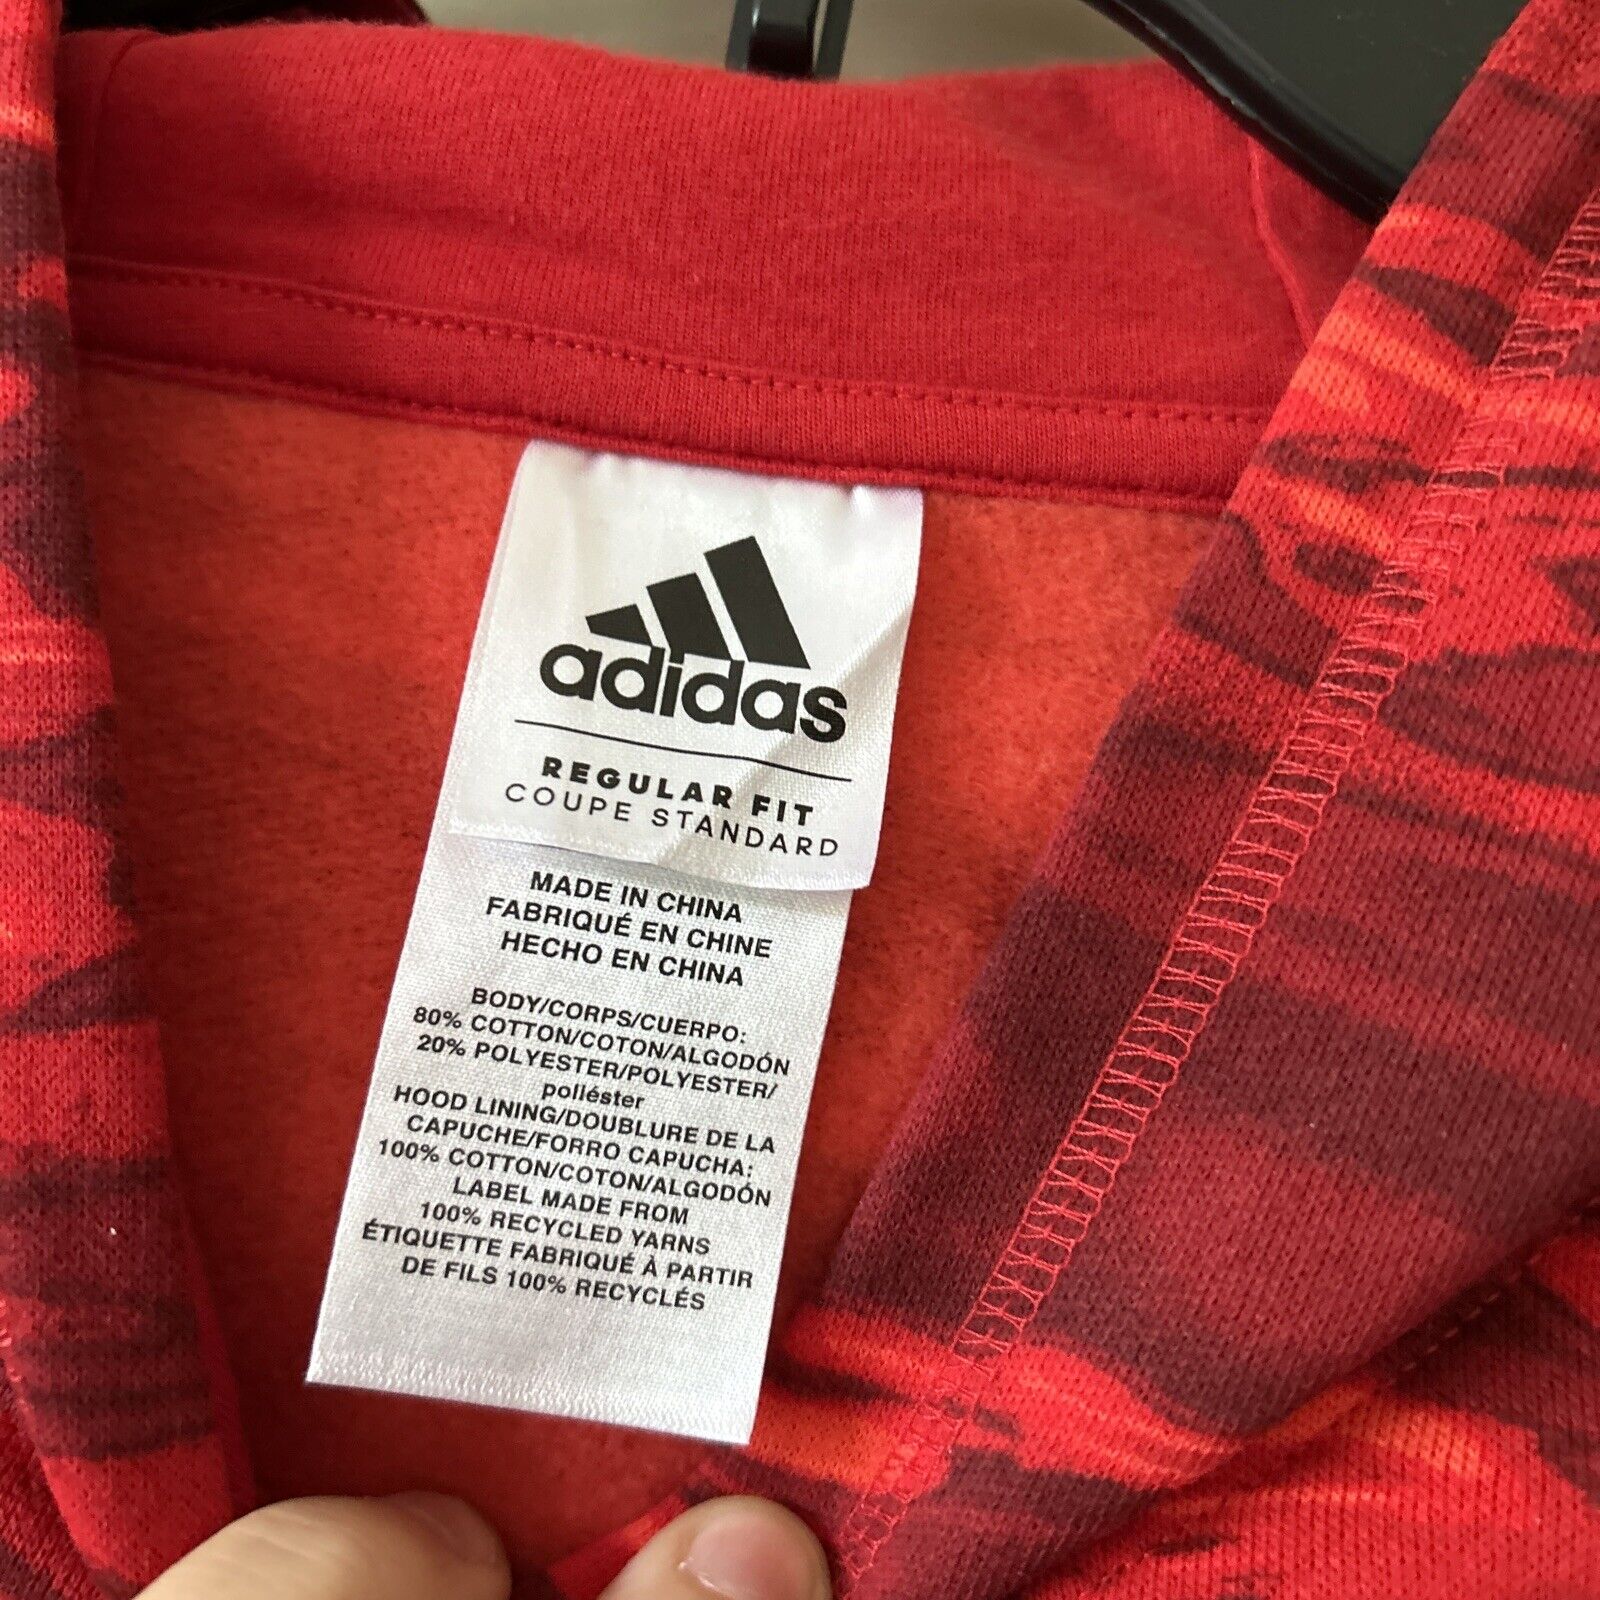 adidas
REGULAR FIT
COUPE STANDARD
MADE IN CHINA
FABRIQUÉ EN CHINE
HECHO EN CHINA
BODY/CORPS/CUERPO:
80% COTTON/COTON/ALGODÓN
20% POLYESTER/POLYESTER/
poliéster
HOOD LINING/DOUBLURE DE LA
CAPUCHE/FORRO CAPUCHA:
100% COTTON/COTON/ALGODÓN
LABEL MADE FROM
100% RECYCLED YARNS
ÉTIQUETTE FABRIQUÉ À PARTIR
DE FILS 100% RECYCLÉS